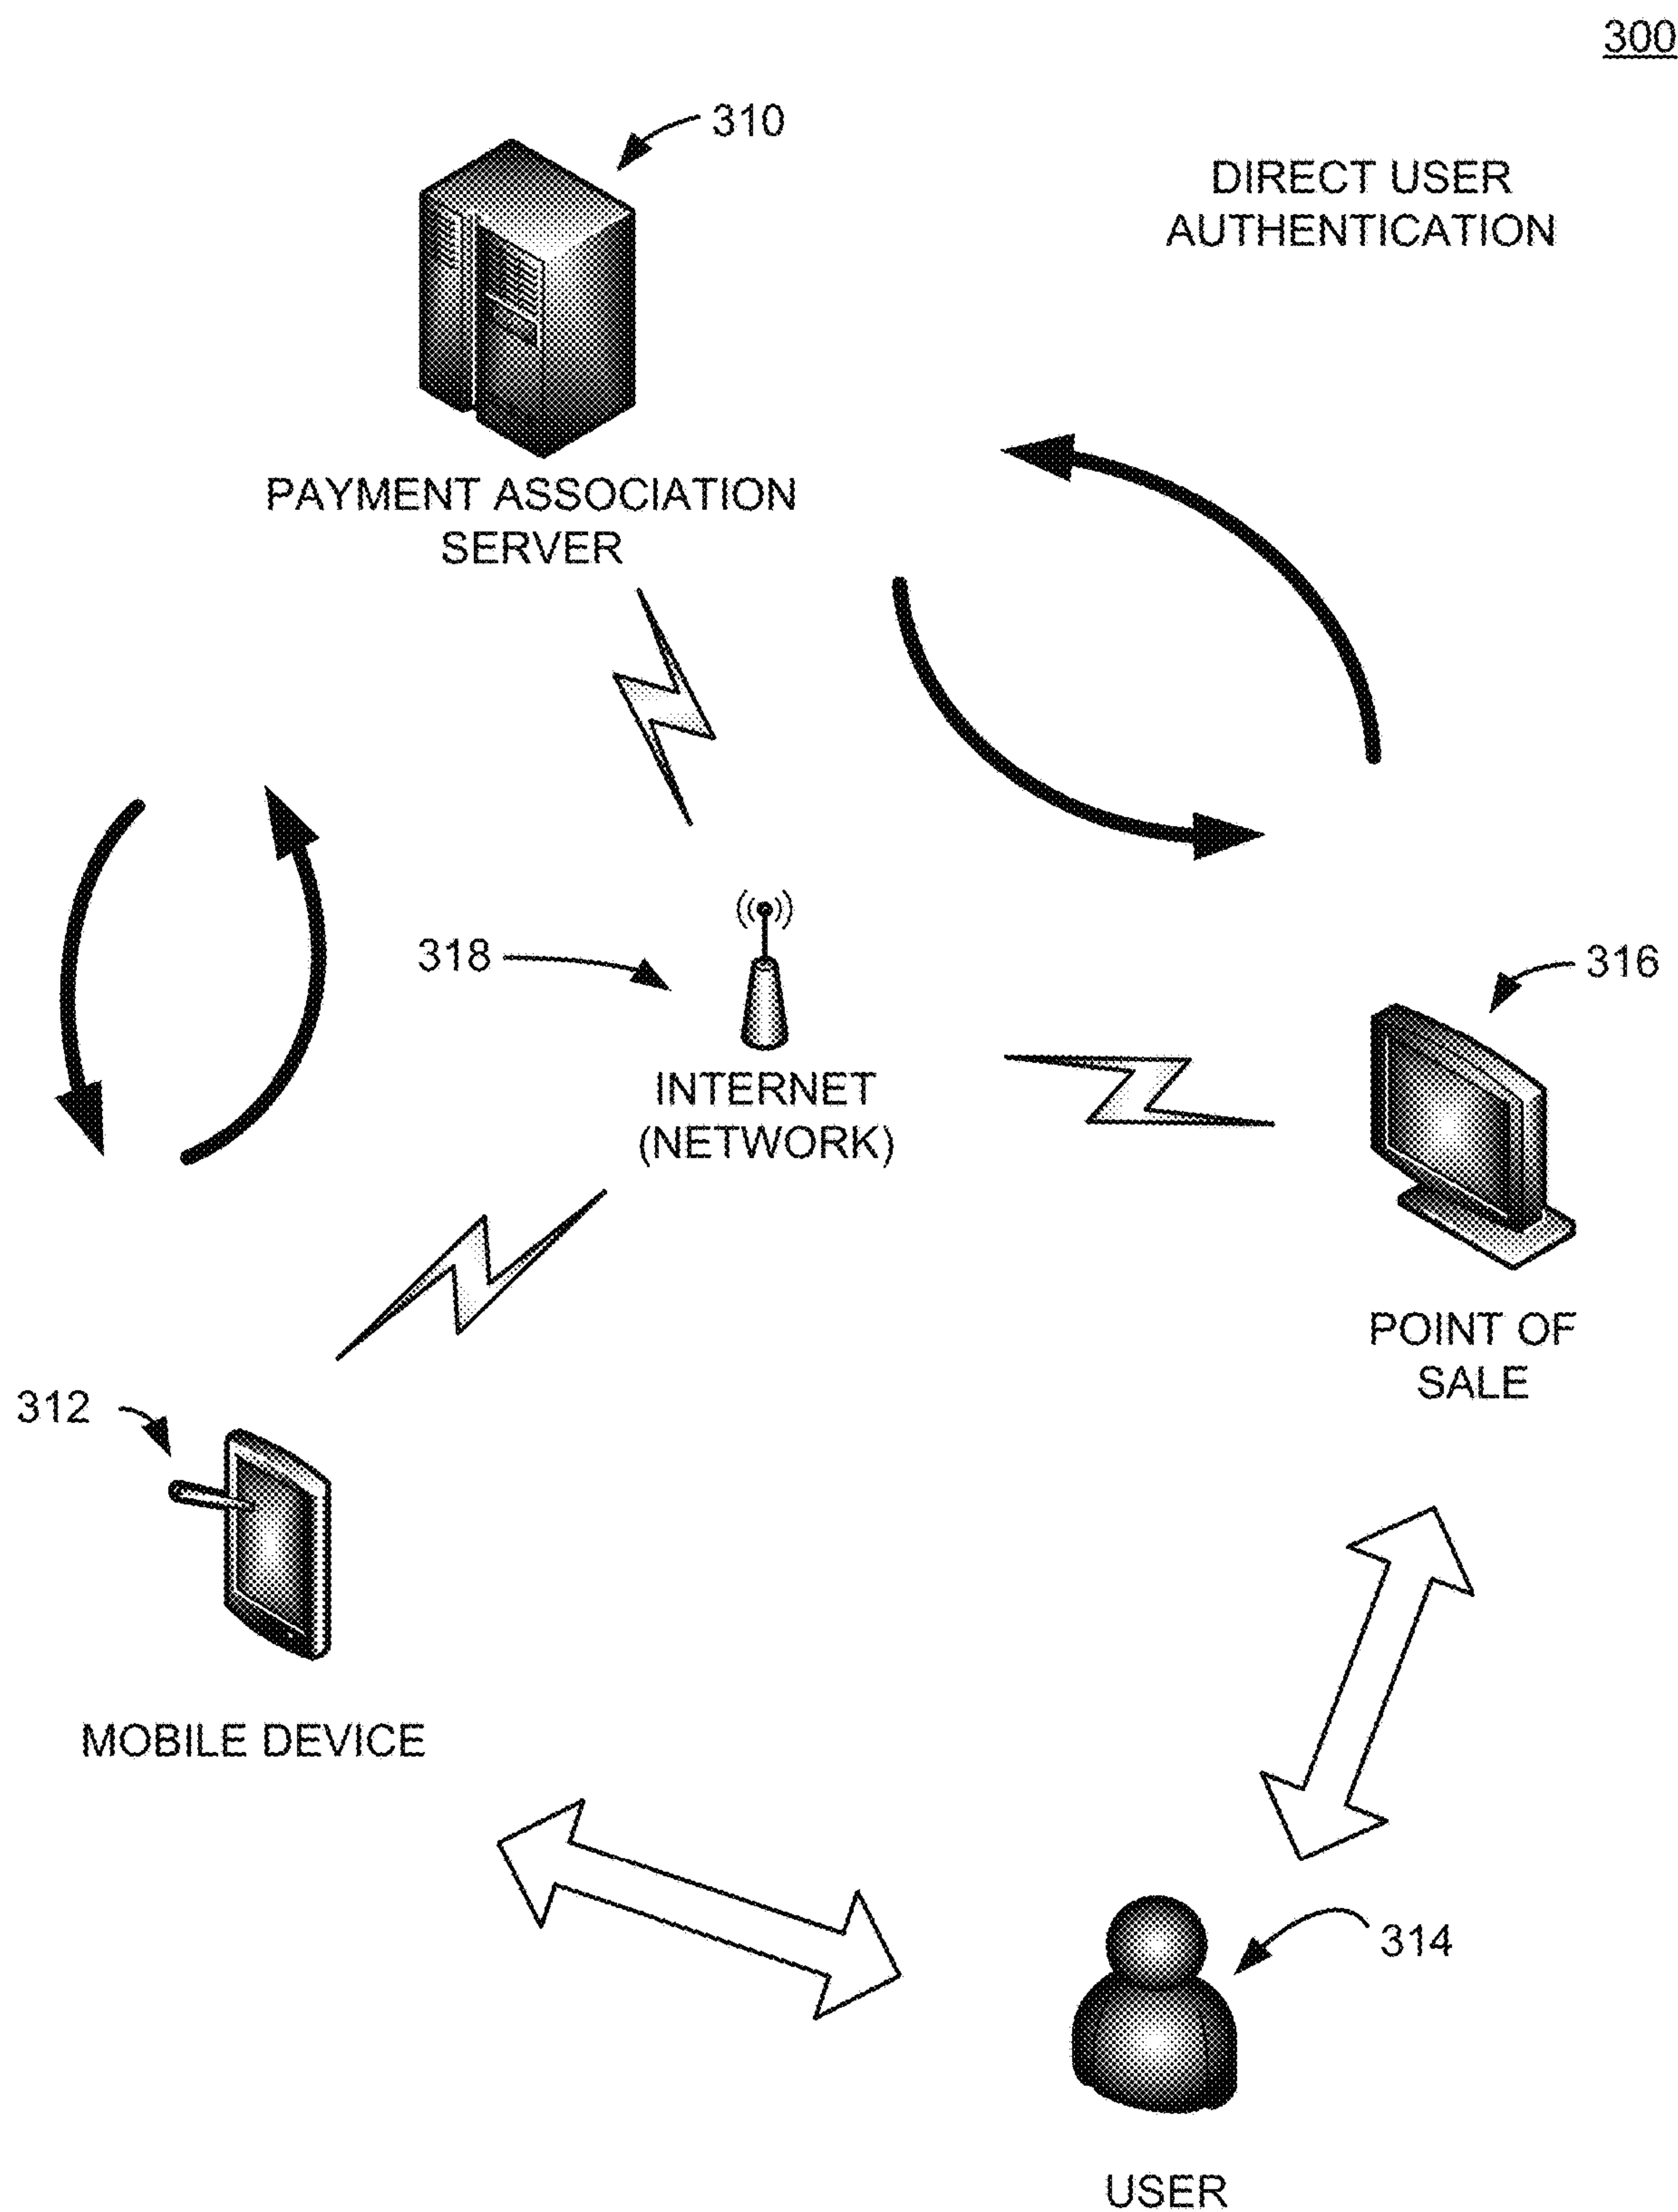 300
310
DIRECT USER
AUTHENTICATION
PAYMENT ASSOCIATION
SERVER
318
316
INTERNET
(NETWORK)
POINT OF
SALE
312
MOBILE DEVICE
314
USER